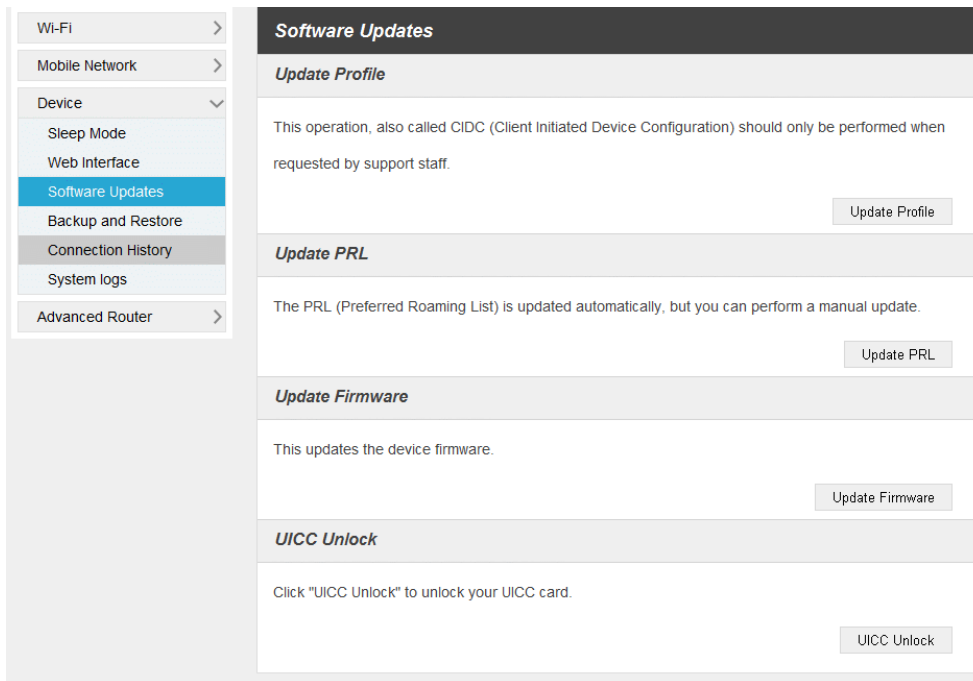 Wi-Fi
Mobile Network
Device
Sleep Mode
Web Interface
Software Updates
Backup and Restore
Connection History
System logs
Advanced Router
Software Updates
Update Profile
This operation, also called CIDC (Client Initiated Device Configuration) should only be performed when
requested by support staff.
Update Profile
Update PRL
The PRL (Preferred Roaming List) is updated automatically, but you can perform a manual update.
Update PRL
Update Firmware
This updates the device firmware.
Update Firmware
UICC Unlock
Click "UICC Unlock" to unlock your UICC card.
UICC Unlock